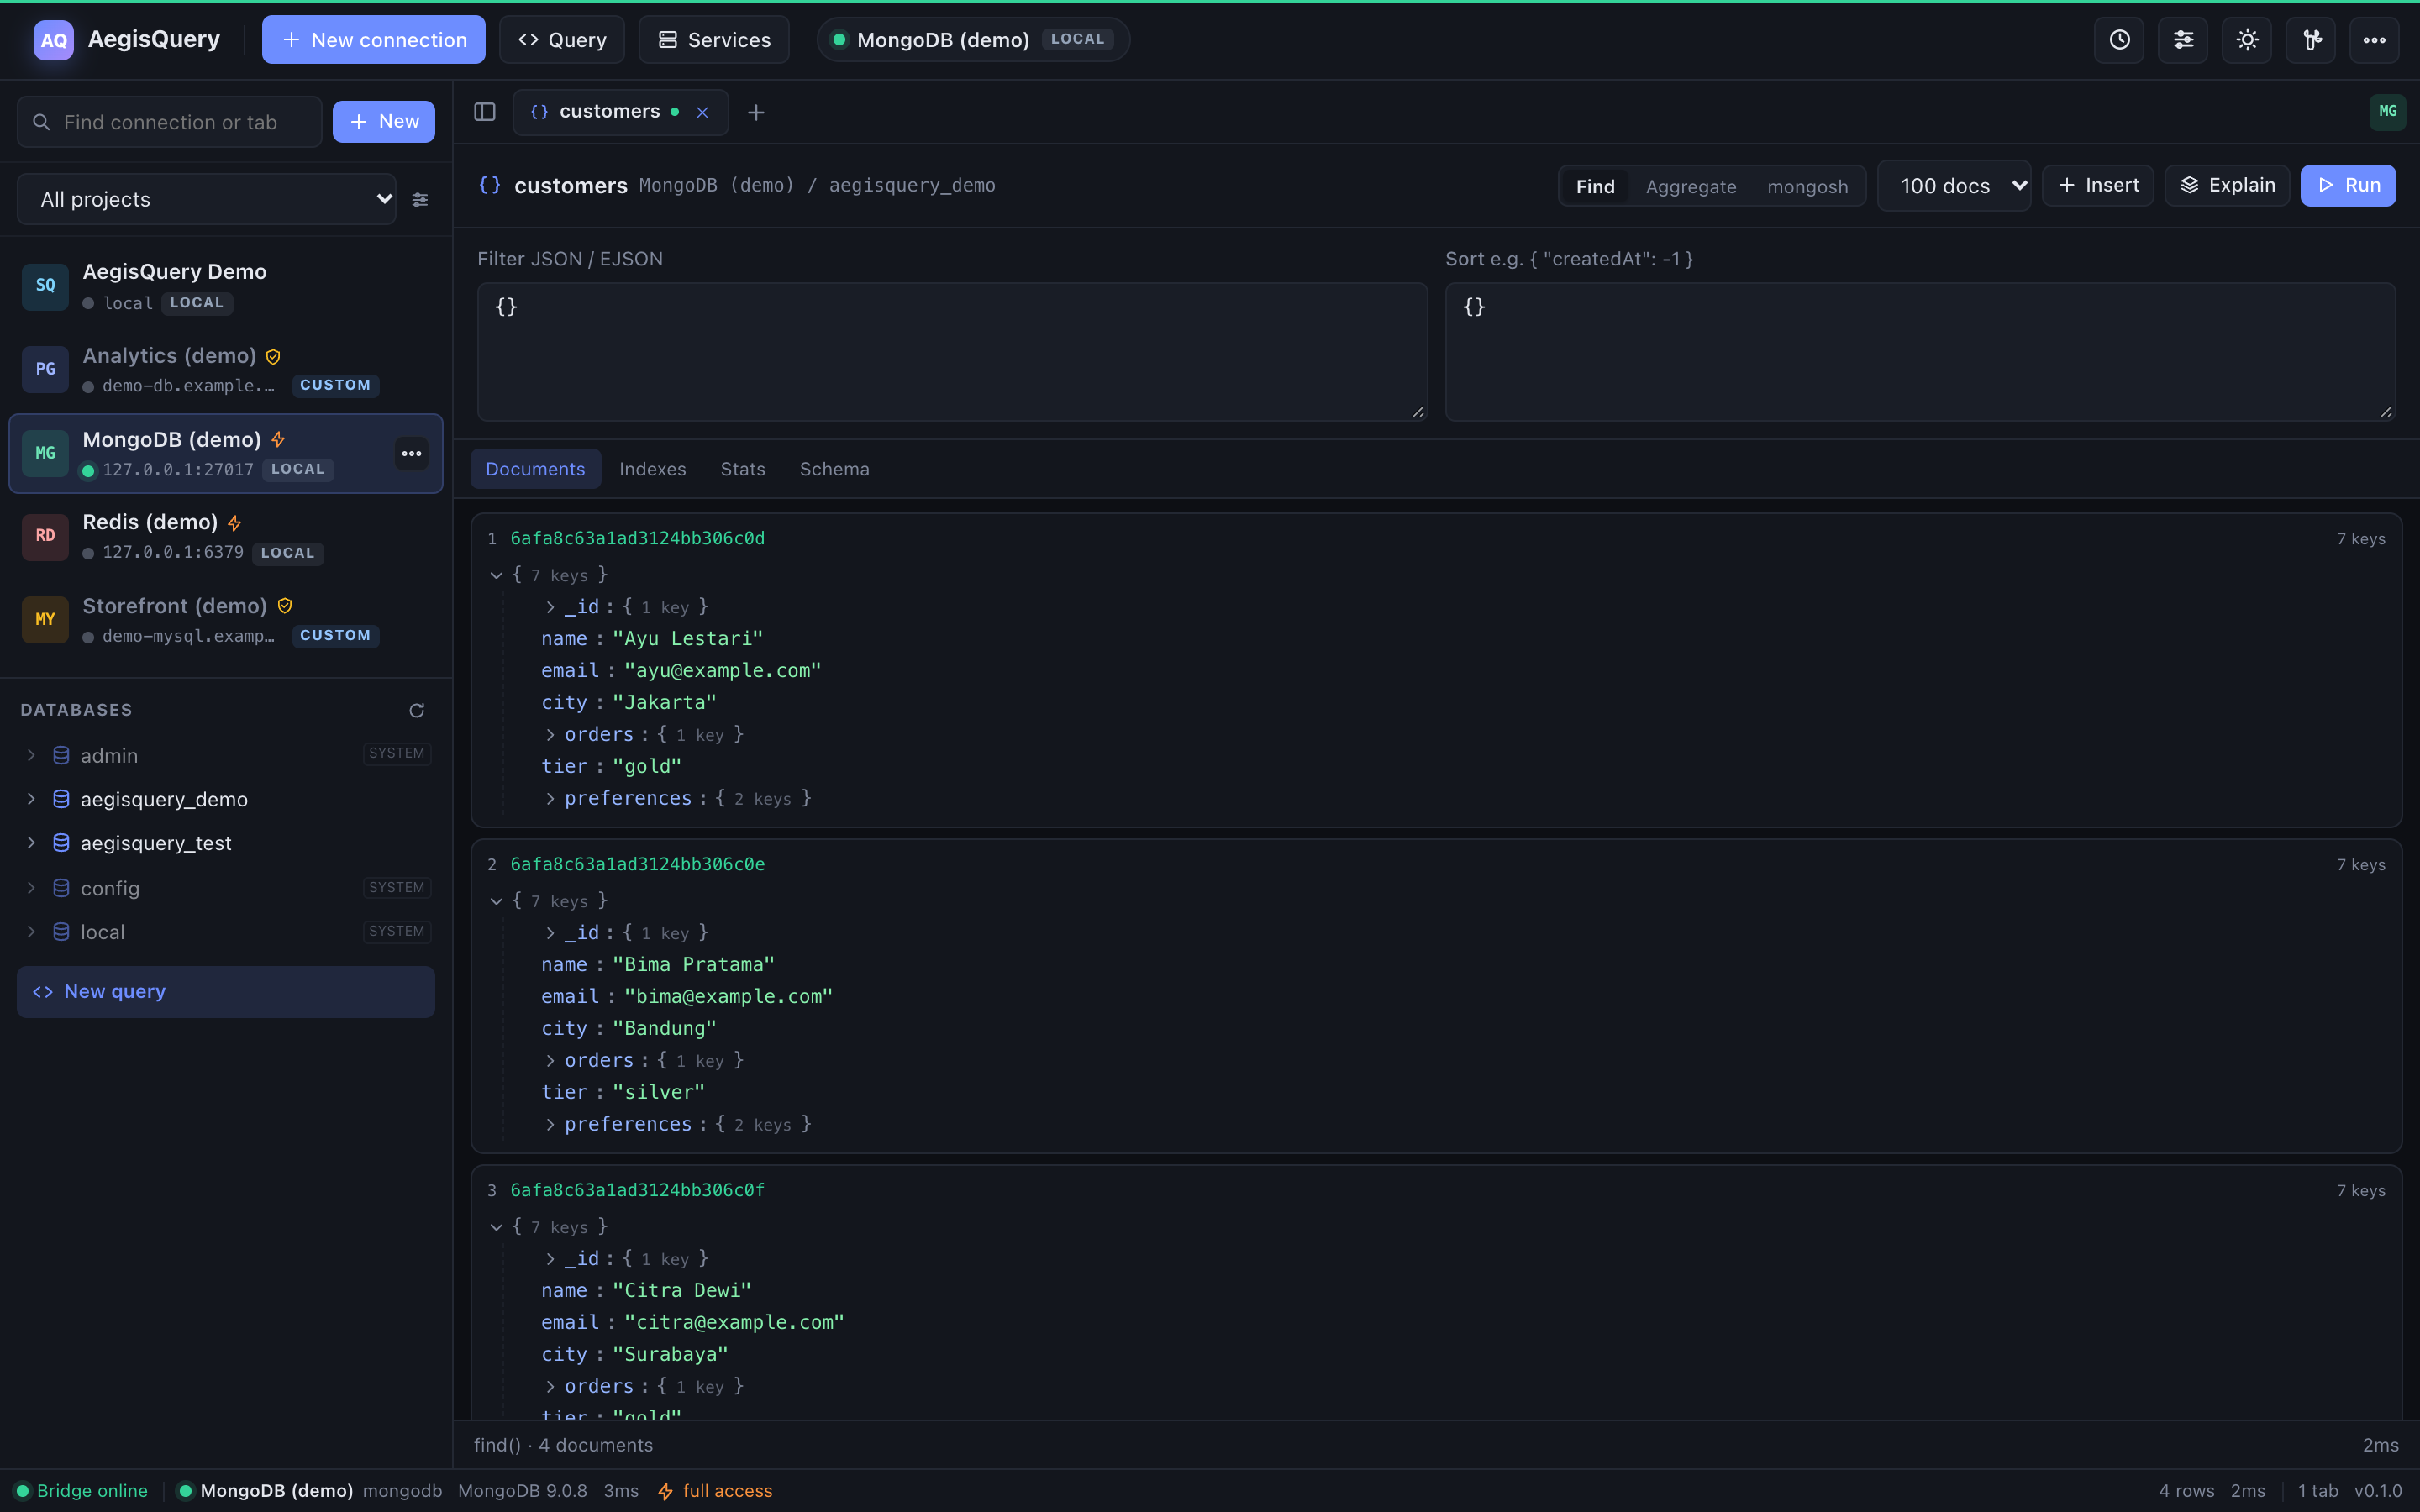 AQ AegisQuery New connection Query Services MongoDB (demo) LOCAL
Find connection or tab New
All projects
SQ AegisQuery Demo
local LOCAL
PG Analytics (demo)
demo-db.example.… CUSTOM
MG MongoDB (demo)
127.0.0.1:27017 LOCAL
RD Redis (demo)
127.0.0.1:6379 LOCAL
MY Storefront (demo)
demo-mysql.examp… CUSTOM
DATABASES
admin SYSTEM
aegisquery_demo
aegisquery_test
config SYSTEM
local SYSTEM
New query
{} customers MG
{} customers MongoDB (demo) / aegisquery_demo Find Aggregate mongosh 100 docs Insert Explain Run
Filter JSON / EJSON
{}
Sort e.g. { "createdAt": -1 }
{}
Documents Indexes Stats Schema
1 6afa8c63a1ad3124bb306c0d 7 keys
{ 7 keys }
_id : { 1 key }
name : "Ayu Lestari"
email : "ayu@example.com"
city : "Jakarta"
orders : { 1 key }
tier : "gold"
preferences : { 2 keys }
2 6afa8c63a1ad3124bb306c0e 7 keys
{ 7 keys }
_id : { 1 key }
name : "Bima Pratama"
email : "bima@example.com"
city : "Bandung"
orders : { 1 key }
tier : "silver"
preferences : { 2 keys }
3 6afa8c63a1ad3124bb306c0f 7 keys
{ 7 keys }
_id : { 1 key }
name : "Citra Dewi"
email : "citra@example.com"
city : "Surabaya"
orders : { 1 key }
tier : "gold"
find() · 4 documents 2ms
Bridge online MongoDB (demo) mongodb MongoDB 9.0.8 3ms full access 4 rows 2ms 1 tab v0.1.0